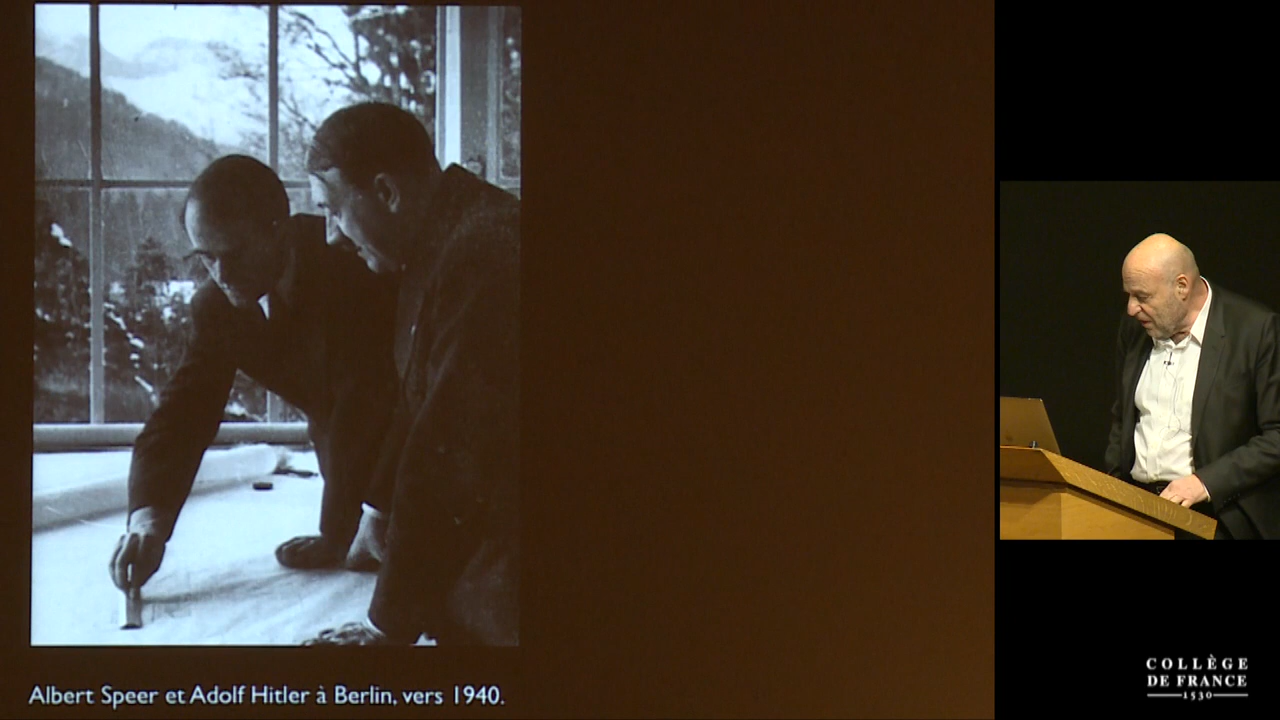 Albert Speer et Adolf Hitler à Berlin, vers 1940.
COLLÈGE
DE FRANCE
1530